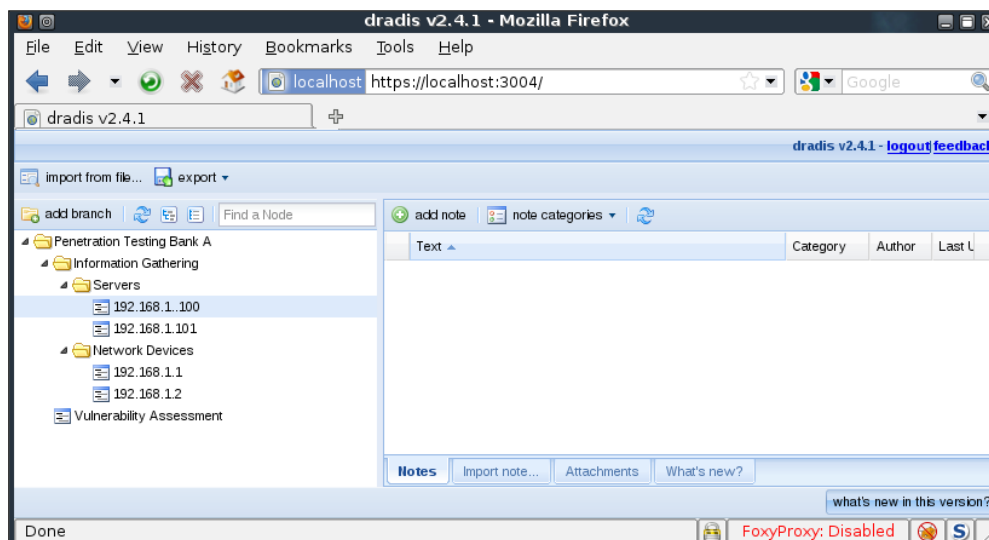 dradis v2.4.1 - Mozilla Firefox
File Edit View History Bookmarks Tools Help
localhost https://localhost:3004/ Google
dradis v2.4.1
dradis v2.4.1 - logout feedback
import from file... export
add branch Find a Node add note note categories
Text Category Author Last U
Penetration Testing Bank A
Information Gathering
Servers
192.168.1..100
192.168.1.101
Network Devices
192.168.1.1
192.168.1.2
Vulnerability Assessment
Notes Import note... Attachments What's new?
what's new in this version?
Done FoxyProxy: Disabled S